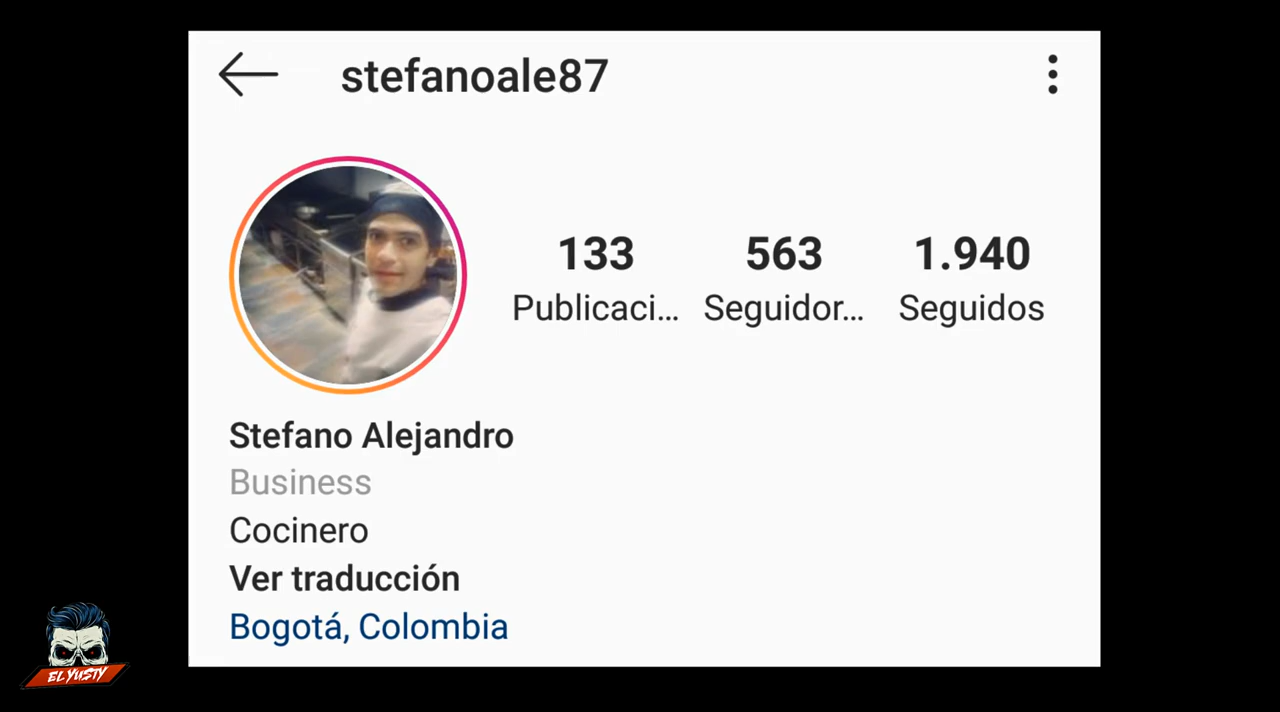 stefanoale87
133 563 1.940
Publicaci... Seguidor... Seguidos
Stefano Alejandro
Business
Cocinero
Ver traducción
Bogotá, Colombia
EL YUSTY